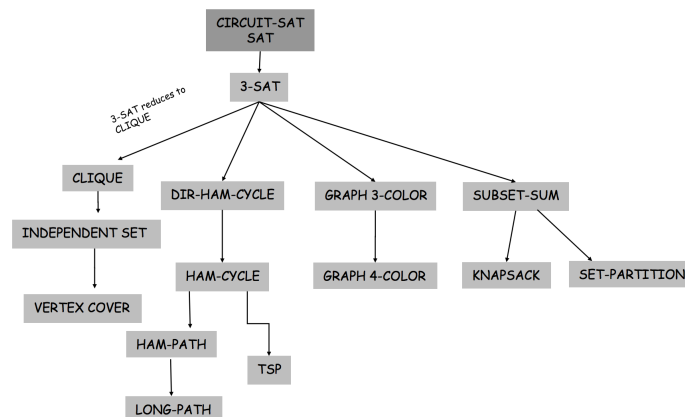 CIRCUIT-SAT
SAT
3-SAT
3-SAT reduces to
CLIQUE
CLIQUE
DIR-HAM-CYCLE
GRAPH 3-COLOR
SUBSET-SUM
INDEPENDENT SET
HAM-CYCLE
GRAPH 4-COLOR
KNAPSACK
SET-PARTITION
VERTEX COVER
HAM-PATH
TSP
LONG-PATH